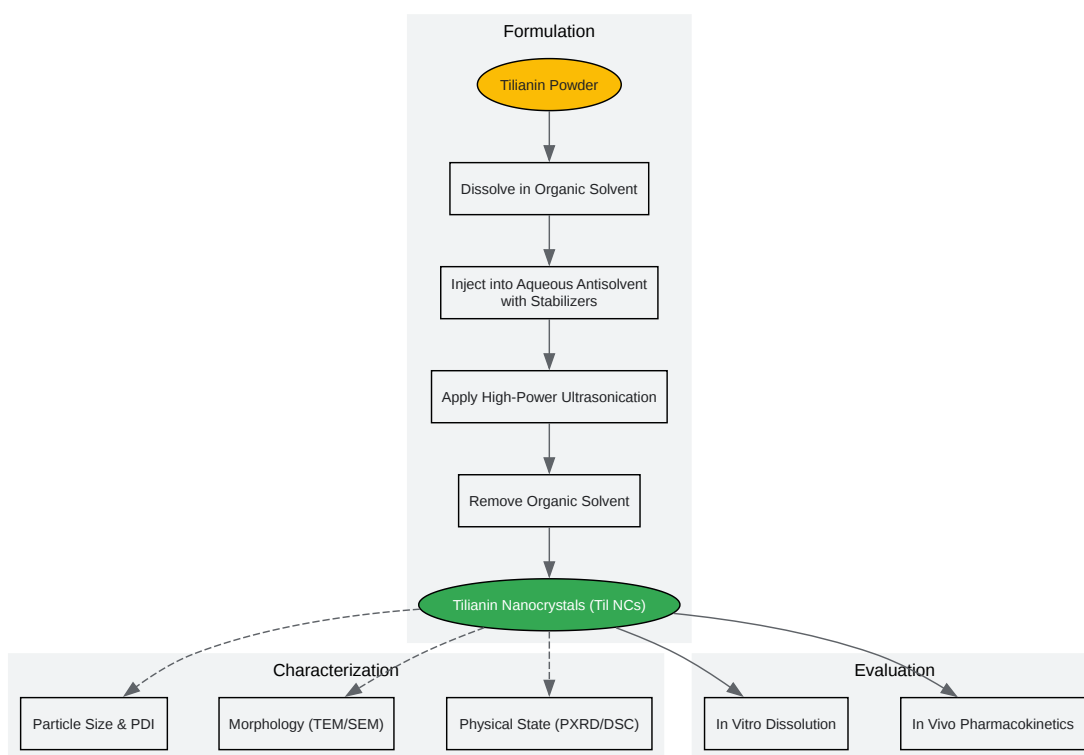 Formulation
Tilianin Powder
Dissolve in Organic Solvent
Inject into Aqueous Antisolvent
with Stabilizers
Apply High-Power Ultrasonication
Remove Organic Solvent
Tilianin Nanocrystals (Til NCs)
Characterization
Evaluation
Particle Size & PDI
Morphology (TEM/SEM)
Physical State (PXRD/DSC)
In Vitro Dissolution
In Vivo Pharmacokinetics